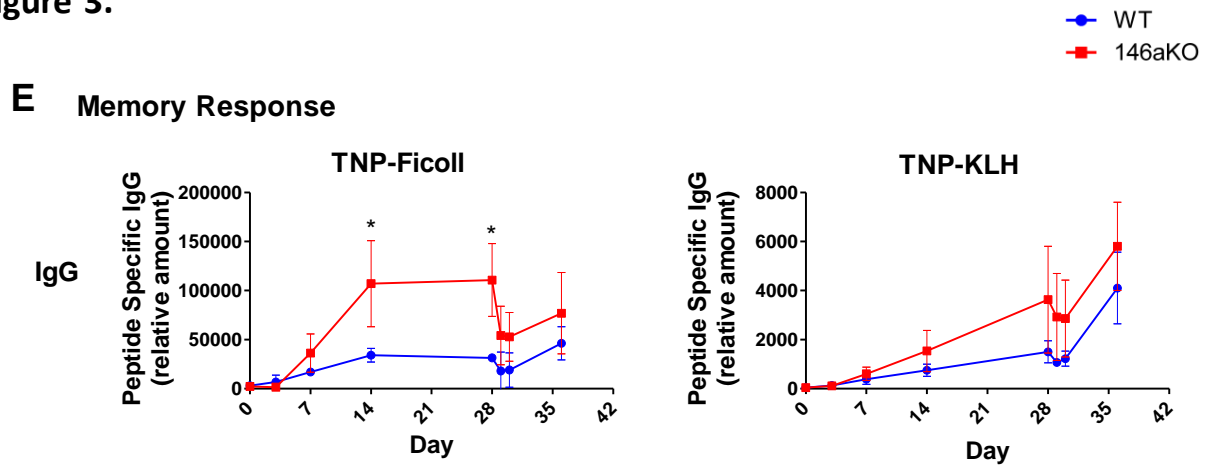 igure 3.
WT
146aKO
E Memory Response
TNP-Ficoll
TNP-KLH
IgG
Peptide Specific IgG
(relative amount)
200000
150000
100000
50000
0
*
*
0 7 14 21 28 35 42
Day
Peptide Specific IgG
(relative amount)
8000
6000
4000
2000
0
0 7 14 21 28 35 42
Day